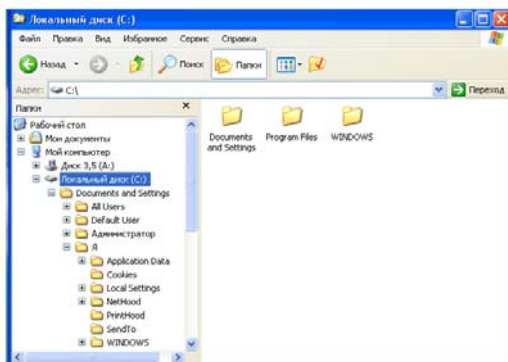 Локальный диск (C:)
Файл Правка Вид Избранное Сервис Справка
Назад Поиск Папки
Адрес: C:\ Переход
Папки
Рабочий стол
Мои документы
Мой компьютер
Диск 3,5 (A:)
Локальный диск (C:)
Documents and Settings
All Users
Default User
Администратор
Я
Application Data
Cookies
Local Settings
NetHood
PrintHood
SendTo
WINDOWS
Documents and Settings
Program Files
WINDOWS